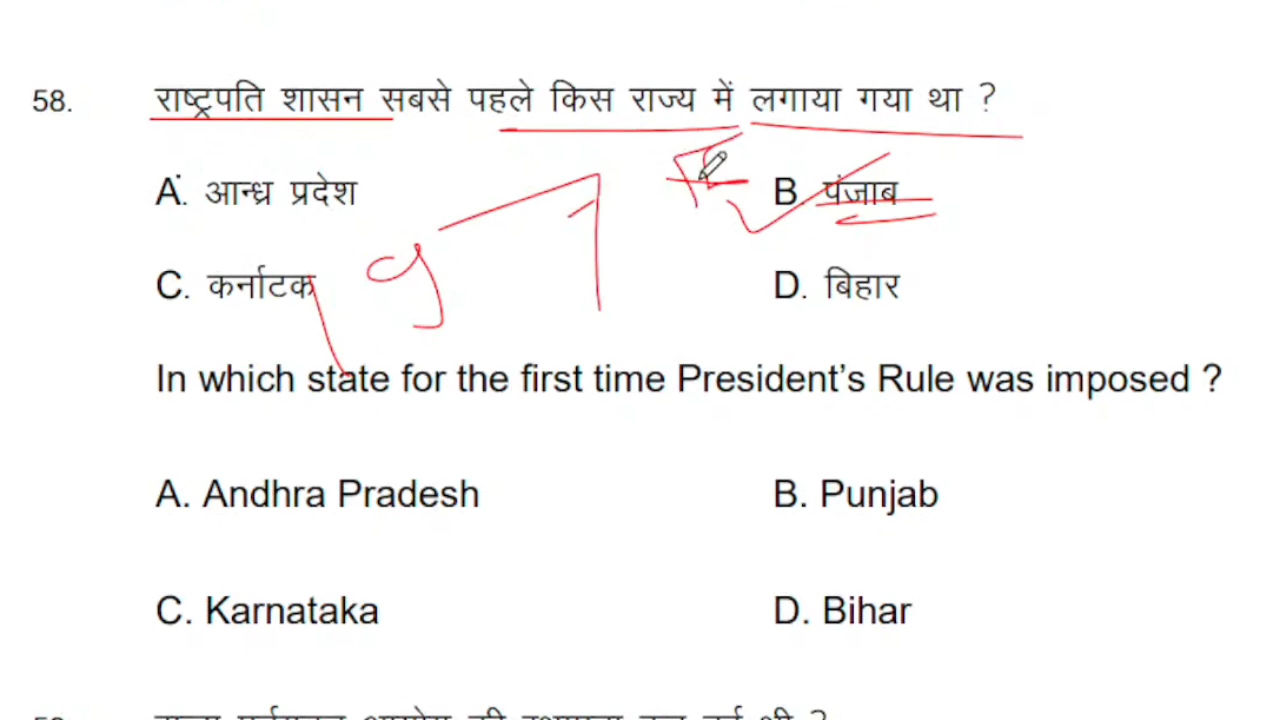 58. राष्ट्रपति शासन सबसे पहले किस राज्य में लगाया गया था ?
A. आन्ध्र प्रदेश B. पंजाब
C. कर्नाटक D. बिहार
In which state for the first time President’s Rule was imposed ?
A. Andhra Pradesh B. Punjab
C. Karnataka D. Bihar